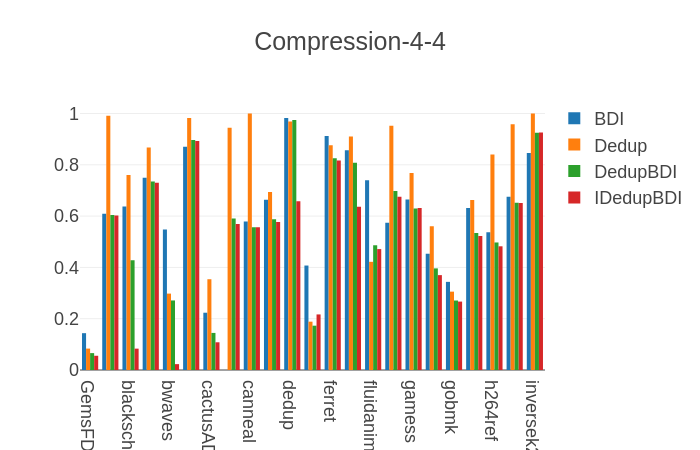 Compression-4-4
1
0.8
0.6
0.4
0.2
0
BDI
Dedup
DedupBDI
IDedupBDI
GemsFD
blacksch
bwaves
cactusAD
canneal
dedup
ferret
fluidanim
gamess
gobmk
h264ref
inversek2